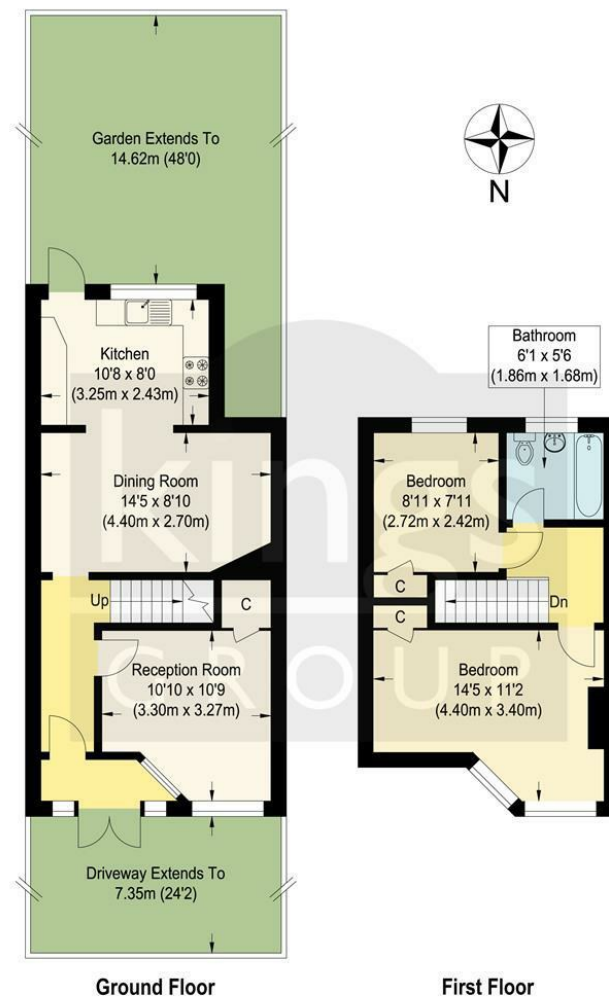 Garden Extends To
14.62m (48'0)
N
Kitchen
10'8 x 8'0
(3.25m x 2.43m)
Dining Room
14'5 x 8'10
(4.40m x 2.70m)
Up
C
Reception Room
10'10 x 10'9
(3.30m x 3.27m)
Driveway Extends To
7.35m (24'2)
Ground Floor
Bathroom
6'1 x 5'6
(1.86m x 1.68m)
Bedroom
8'11 x 7'11
(2.72m x 2.42m)
C
C
Dn
Bedroom
14'5 x 11'2
(4.40m x 3.40m)
First Floor
kings
GROUP